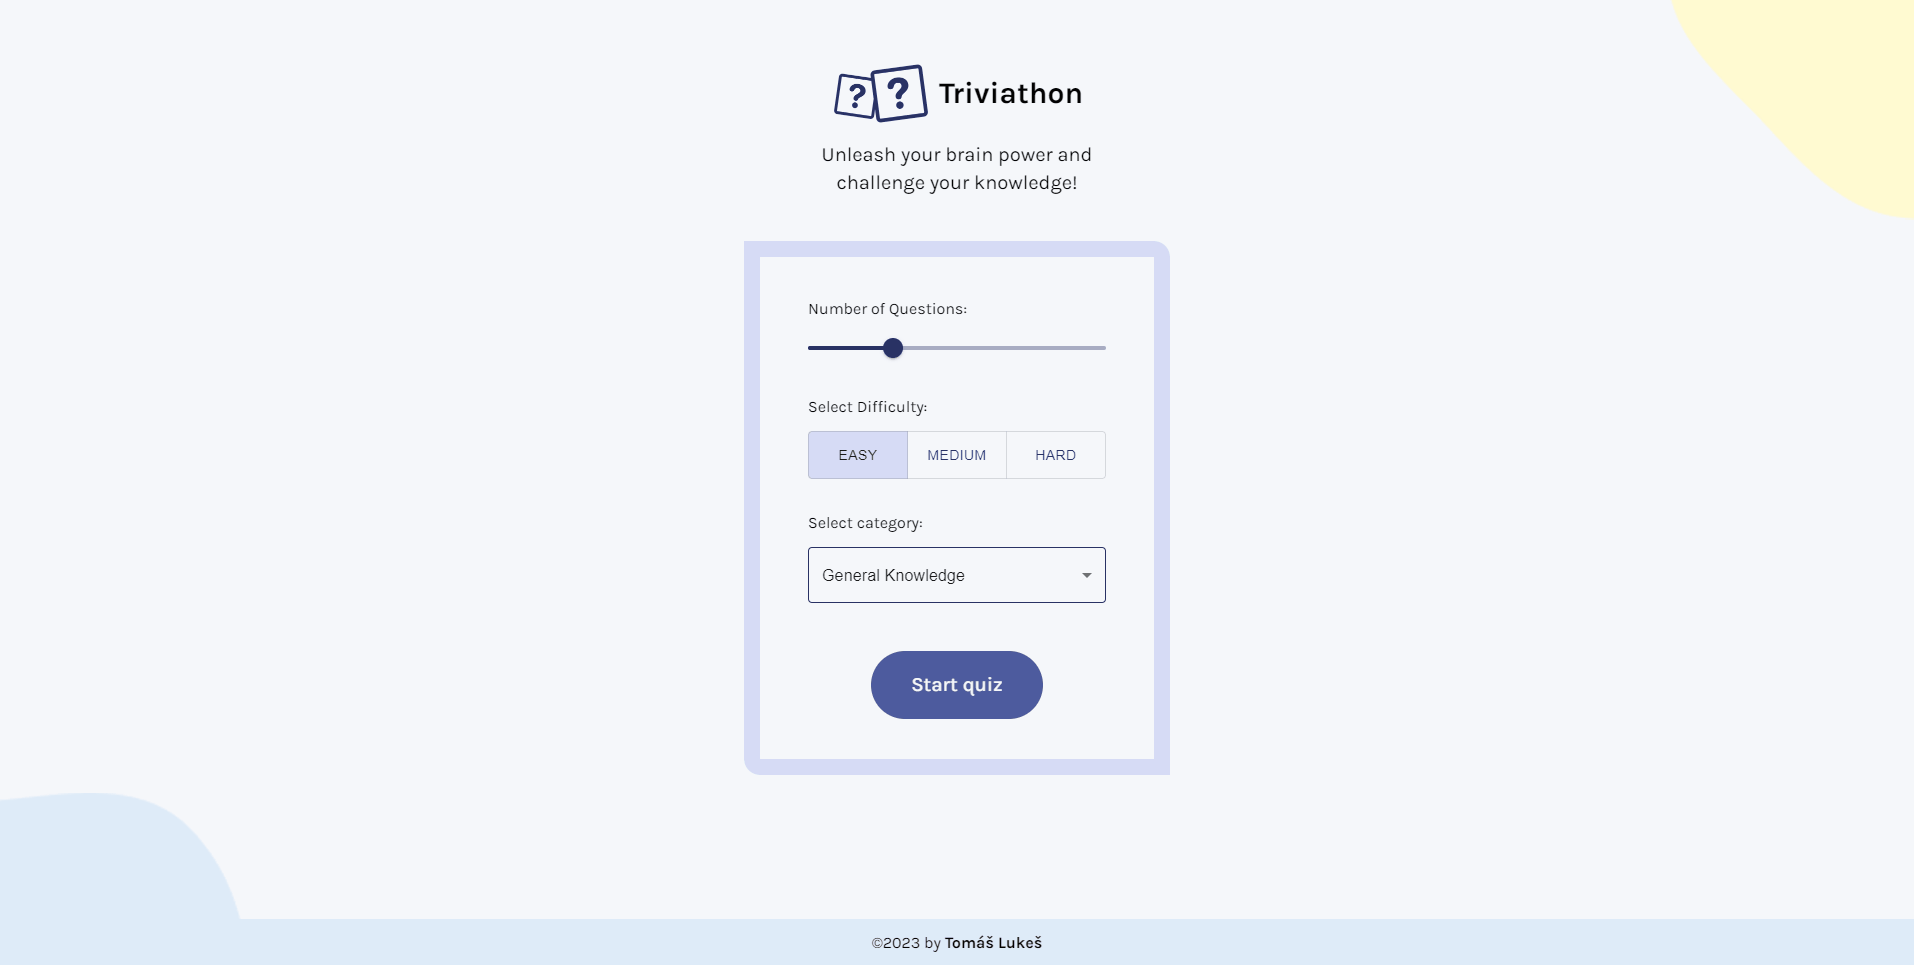 ? ? Triviathon
Unleash your brain power and
challenge your knowledge!
Number of Questions:
Select Difficulty:
EASY MEDIUM HARD
Select category:
General Knowledge
Start quiz
©2023 by Tomáš Lukeš